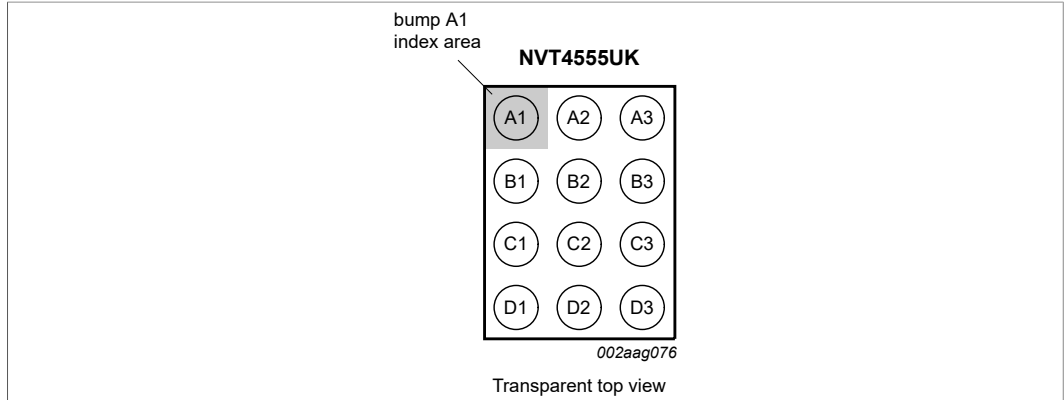 bump A1
index area
NVT4555UK
A1 A2 A3
B1 B2 B3
C1 C2 C3
D1 D2 D3
002aag076
Transparent top view